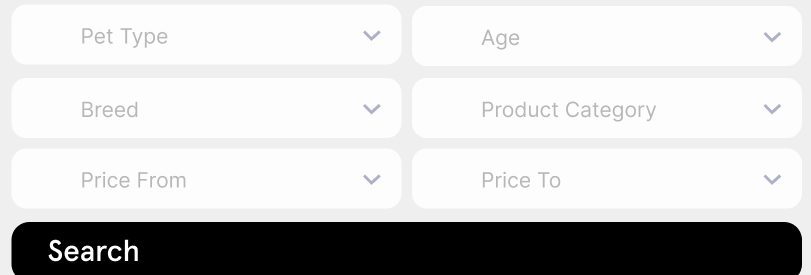 Pet Type
Age
Breed
Product Category
Price From
Price To
Search